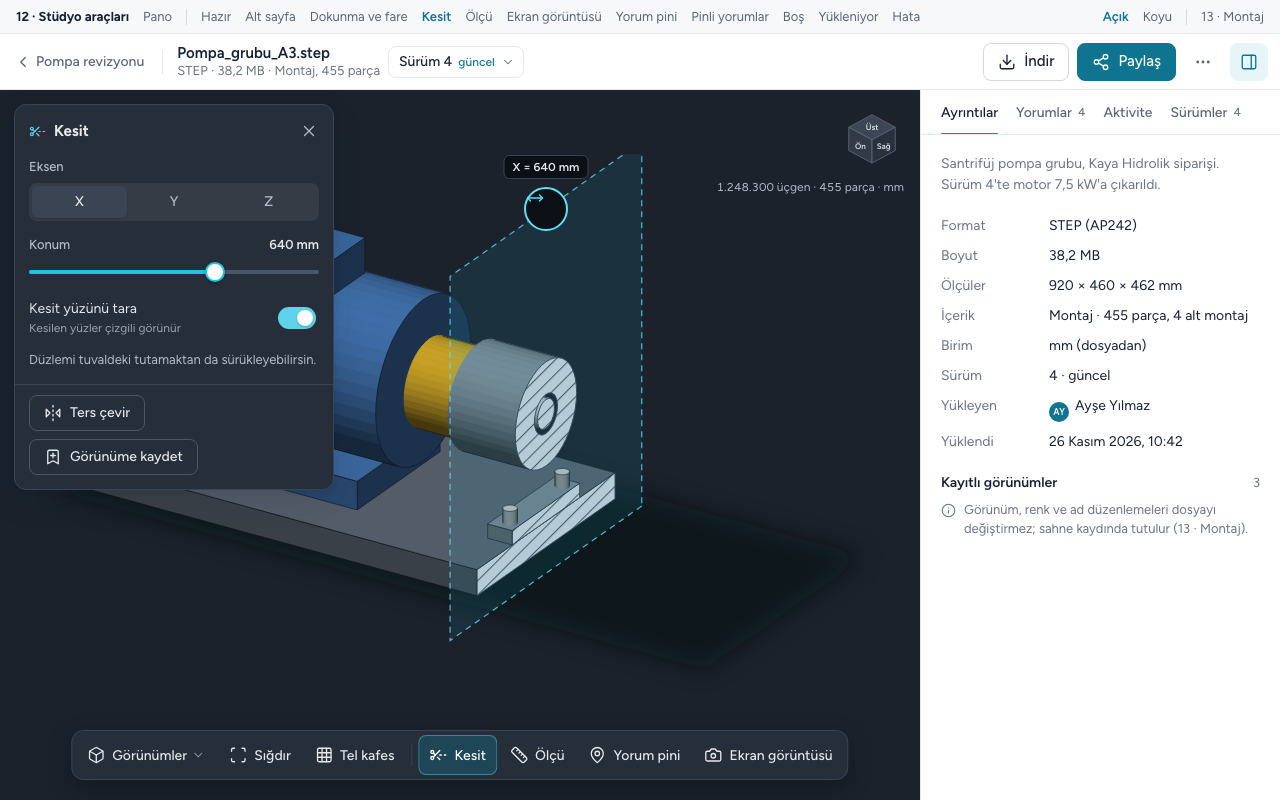 12 · Stüdyo araçları Pano Hazır Alt sayfa Dokunma ve fare Kesit Ölçü Ekran görüntüsü Yorum pini Pinli yorumlar Boş Yükleniyor Hata Açık Koyu 13 · Montaj
Pompa revizyonu
Pompa_grubu_A3.step
STEP · 38,2 MB · Montaj, 455 parça
Sürüm 4 güncel
İndir
Paylaş
Kesit
Eksen
X Y Z
Konum 640 mm
Kesit yüzünü tara
Kesilen yüzler çizgili görünür
Düzlemi tuvaldeki tutamaktan da sürükleyebilirsin.
Ters çevir
Görünüme kaydet
X = 640 mm
Üst
Ön Sağ
1.248.300 üçgen · 455 parça · mm
Görünümler Sığdır Tel kafes Kesit Ölçü Yorum pini Ekran görüntüsü
Ayrıntılar Yorumlar 4 Aktivite Sürümler 4
Santrifüj pompa grubu, Kaya Hidrolik siparişi.
Sürüm 4'te motor 7,5 kW'a çıkarıldı.
Format STEP (AP242)
Boyut 38,2 MB
Ölçüler 920 × 460 × 462 mm
İçerik Montaj · 455 parça, 4 alt montaj
Birim mm (dosyadan)
Sürüm 4 · güncel
Yükleyen AY Ayşe Yılmaz
Yüklendi 26 Kasım 2026, 10:42
Kayıtlı görünümler 3
Görünüm, renk ve ad düzenlemeleri dosyayı
değiştirmez; sahne kaydında tutulur (13 · Montaj).